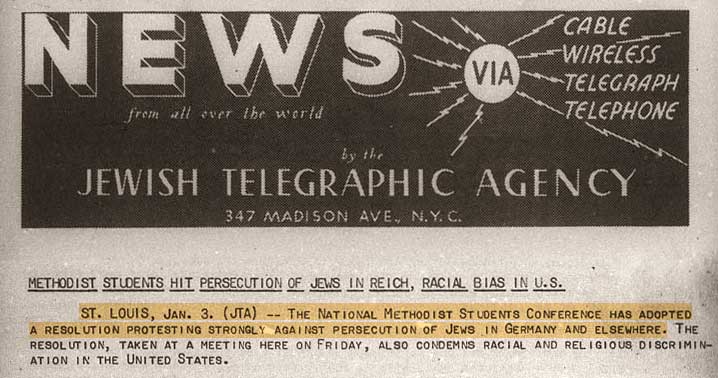 NEWS
VIA
CABLE
WIRELESS
TELEGRAPH
TELEPHONE
from all over the world
by the
JEWISH TELEGRAPHIC AGENCY
347 MADISON AVE., N.Y.C.
METHODIST STUDENTS HIT PERSECUTION OF JEWS IN REICH, RACIAL BIAS IN U.S.
ST. LOUIS, JAN. 3. (JTA) -- THE NATIONAL METHODIST STUDENTS CONFERENCE HAS ADOPTED
A RESOLUTION PROTESTING STRONGLY AGAINST PERSECUTION OF JEWS IN GERMANY AND ELSEWHERE. THE
RESOLUTION, TAKEN AT A MEETING HERE ON FRIDAY, ALSO CONDEMNS RACIAL AND RELIGIOUS DISCRIMIN-
ATION IN THE UNITED STATES.